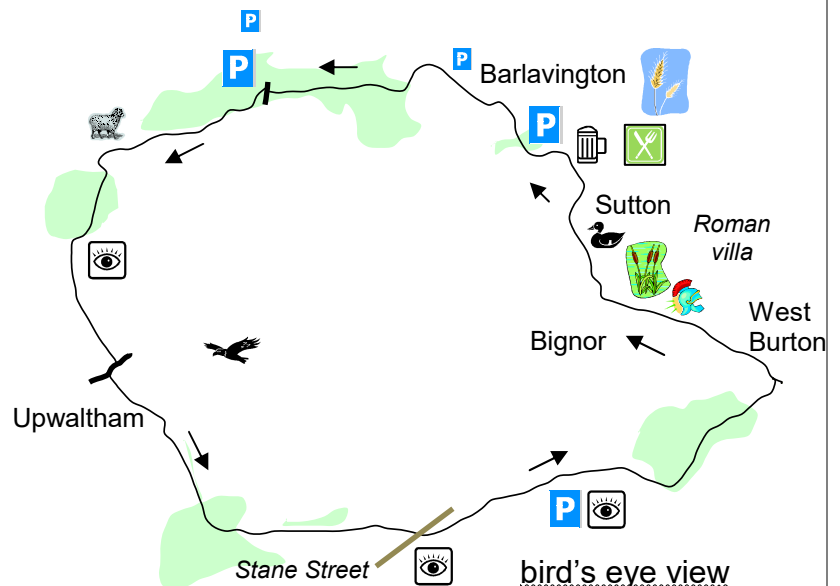 P
P
P
Barlavington
P
Sutton
Roman
villa
West
Burton
Bignor
Upwaltham
P
Stane Street
bird's eye view